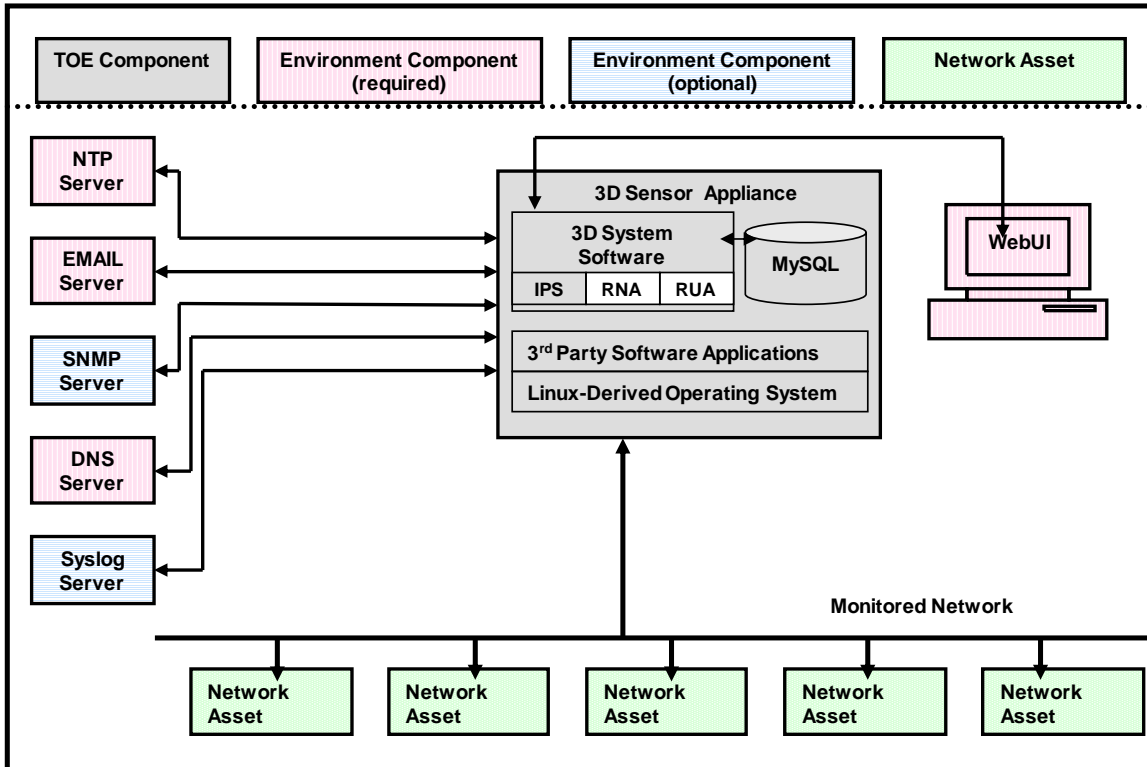 TOE Component
Environment Component
(required)
Environment Component
(optional)
Network Asset
NTP
Server
EMAIL
Server
SNMP
Server
DNS
Server
Syslog
Server
3D Sensor Appliance
3D System
Software
IPS
RNA
RUA
MySQL
3rd Party Software Applications
Linux-Derived Operating System
WebUI
Monitored Network
Network
Asset
Network
Asset
Network
Asset
Network
Asset
Network
Asset